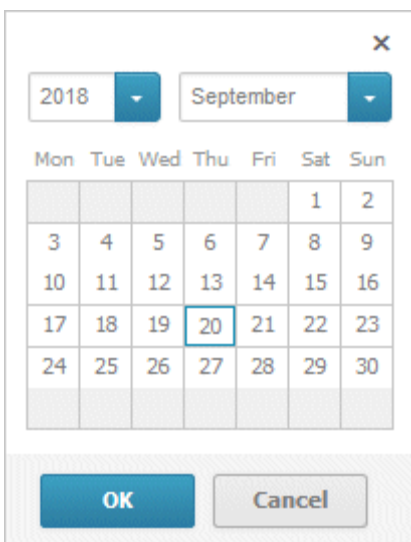 ×
2018 September
Mon Tue Wed Thu Fri Sat Sun
1 2
3 4 5 6 7 8 9
10 11 12 13 14 15 16
17 18 19 20 21 22 23
24 25 26 27 28 29 30
OK Cancel